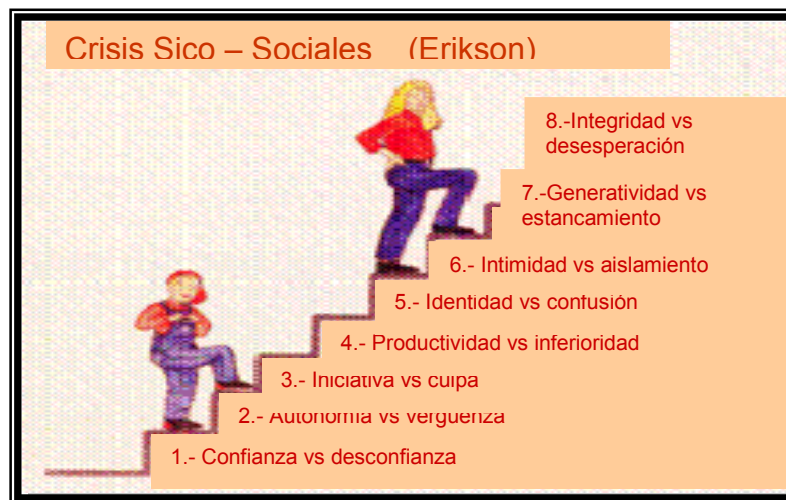 Crisis Sico – Sociales (Erikson)
8.-Integridad vs
desesperación
7.-Generatividad vs
estancamiento
6.- Intimidad vs aislamiento
5.- Identidad vs confusión
4.- Productividad vs inferioridad
3.- Iniciativa vs culpa
2.- Autonomía vs vergüenza
1.- Confianza vs desconfianza